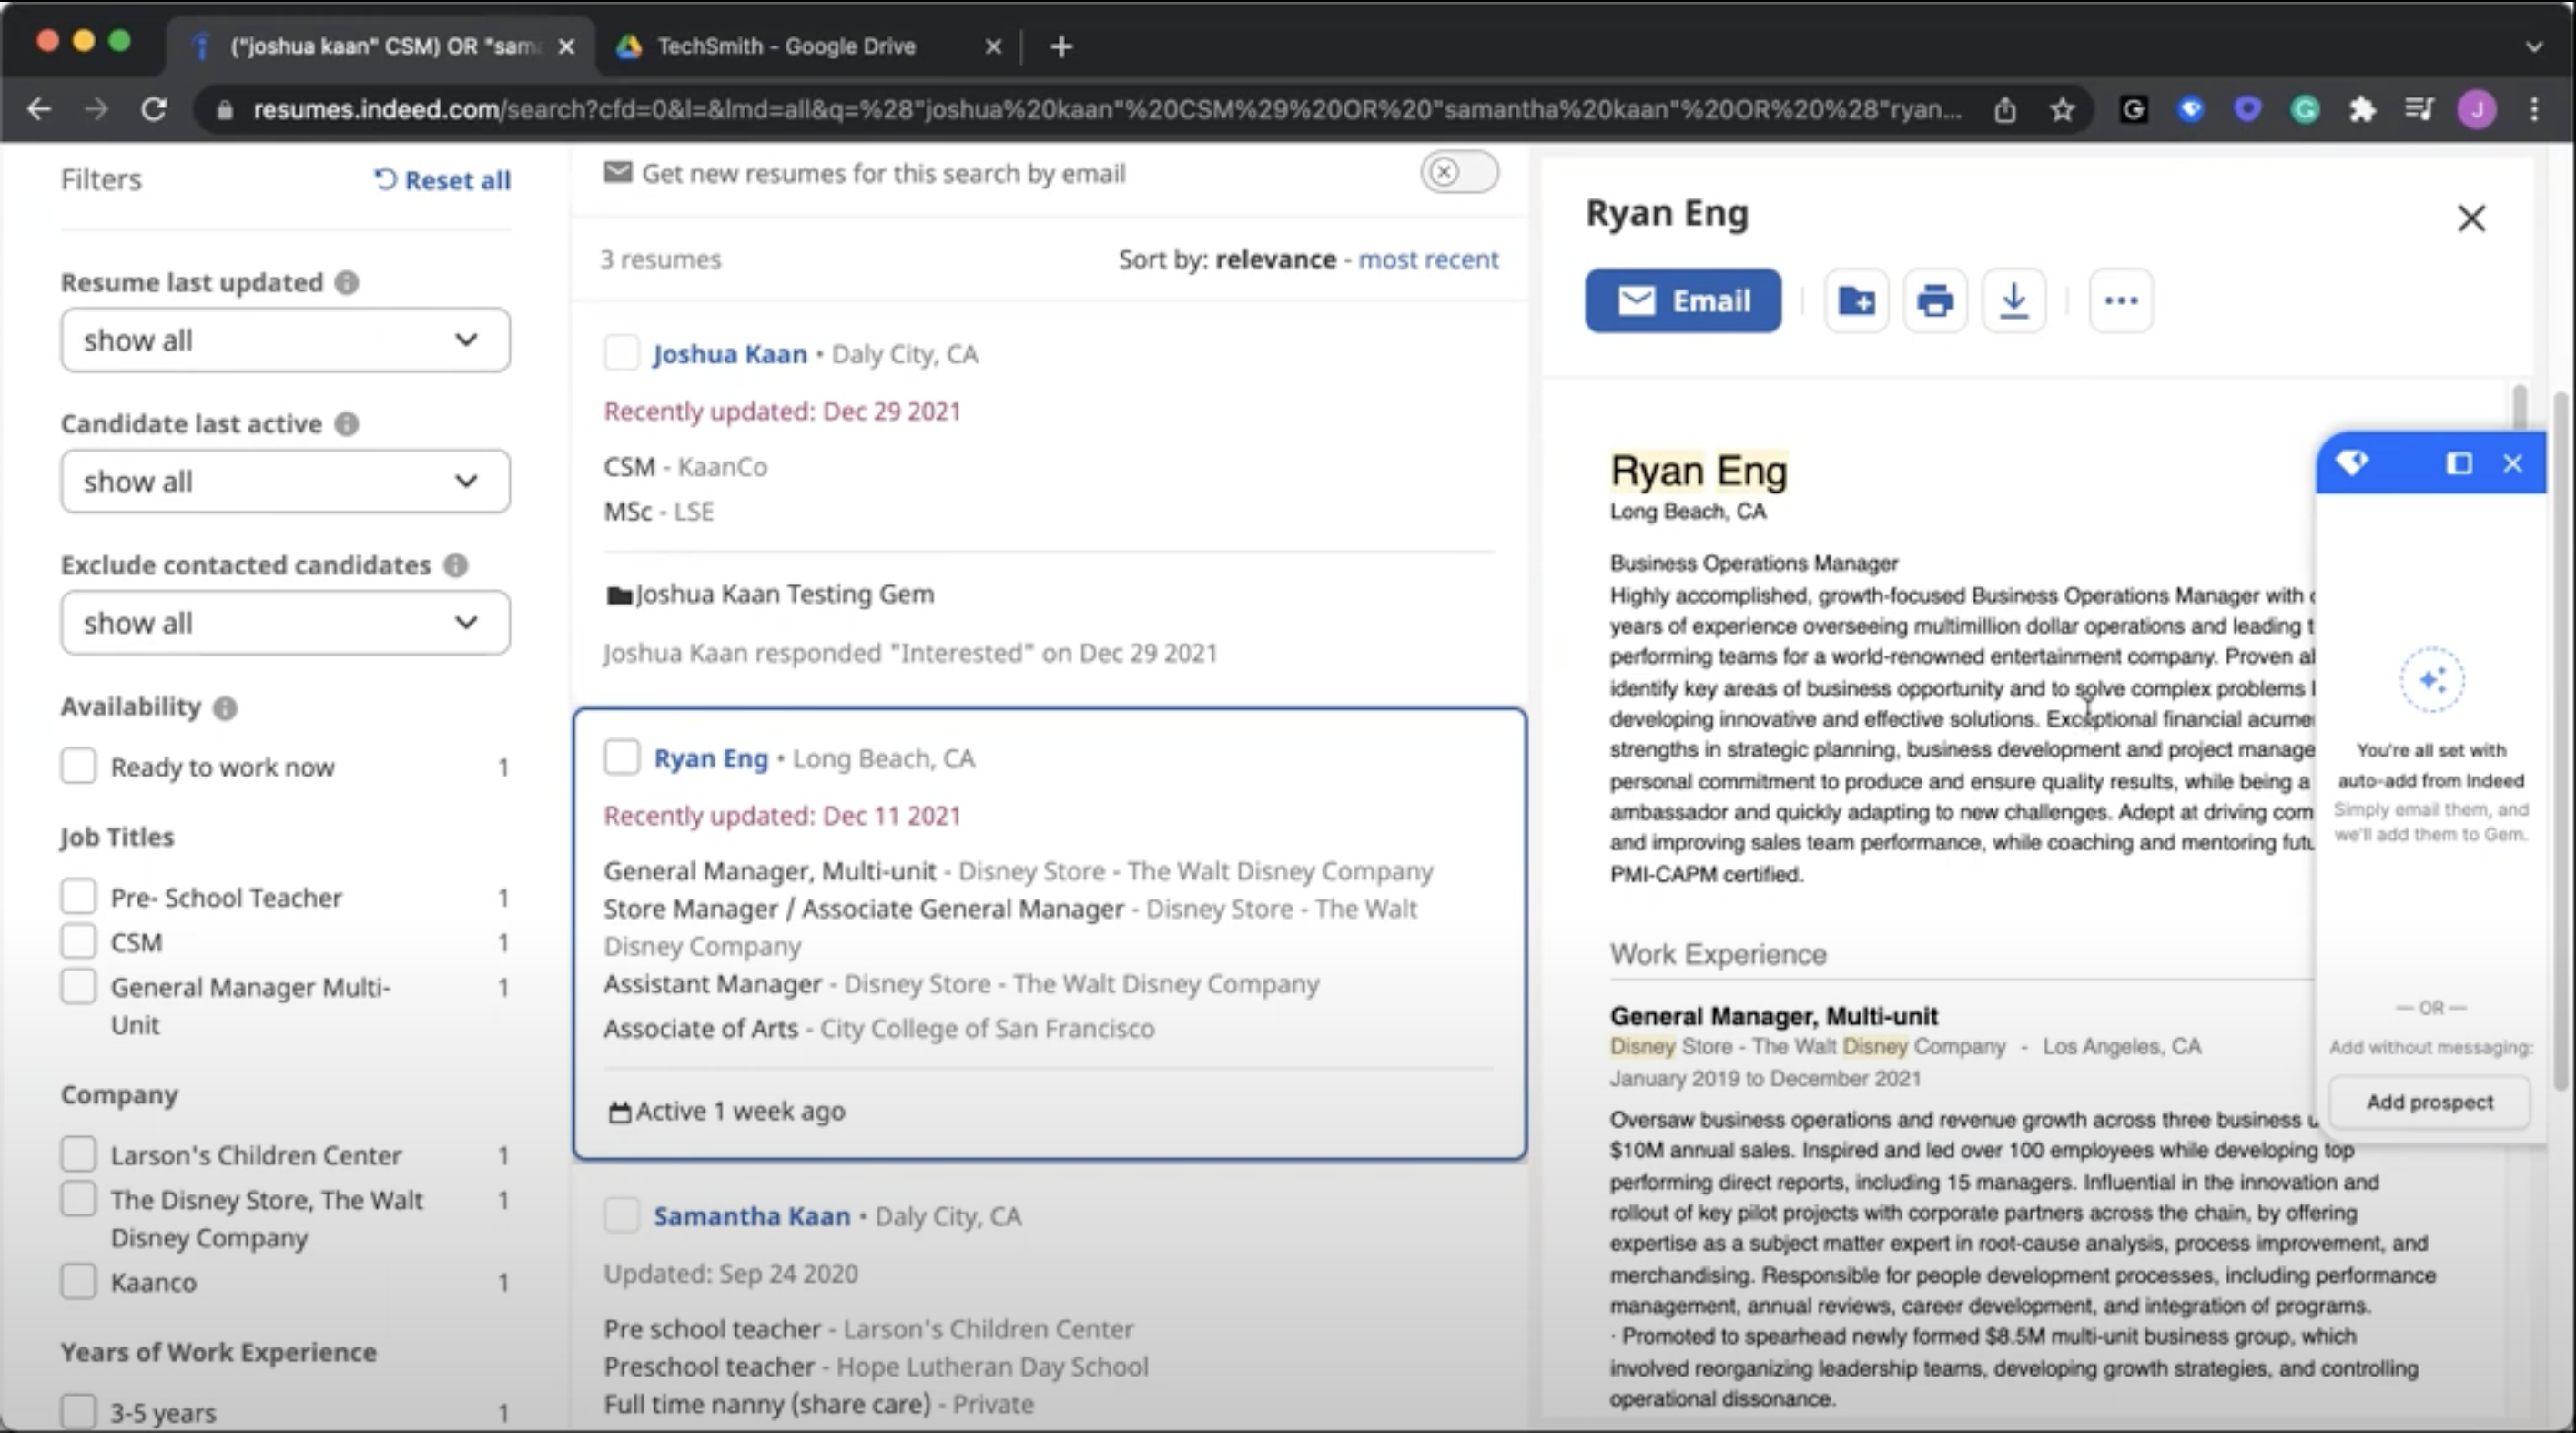 ("joshua kaan" CSM) OR "sam
TechSmith - Google Drive
resumes.indeed.com/search?cfd=0&l=&lmd=all&q=%28"joshua%20kaan"%20CSM%29%20OR%20"samantha%20kaan"%20OR%20%28"ryan...
G
G
J
Filters
Reset all
Resume last updated
show all
Candidate last active
show all
Exclude contacted candidates
show all
Availability
Ready to work now 1
Job Titles
Pre- School Teacher 1
CSM 1
General Manager Multi- 1
Unit
Company
Larson's Children Center 1
The Disney Store, The Walt 1
Disney Company
Kaanco 1
Years of Work Experience
3-5 years 1
Get new resumes for this search by email
3 resumes
Sort by: relevance - most recent
Joshua Kaan • Daly City, CA
Recently updated: Dec 29 2021
CSM - KaanCo
MSc - LSE
Joshua Kaan Testing Gem
Joshua Kaan responded "Interested" on Dec 29 2021
Ryan Eng • Long Beach, CA
Recently updated: Dec 11 2021
General Manager, Multi-unit - Disney Store - The Walt Disney Company
Store Manager / Associate General Manager - Disney Store - The Walt
Disney Company
Assistant Manager - Disney Store - The Walt Disney Company
Associate of Arts - City College of San Francisco
Active 1 week ago
Samantha Kaan • Daly City, CA
Updated: Sep 24 2020
Pre school teacher - Larson's Children Center
Preschool teacher - Hope Lutheran Day School
Full time nanny (share care) - Private
Ryan Eng
Email
Ryan Eng
Long Beach, CA
Business Operations Manager
Highly accomplished, growth-focused Business Operations Manager with
years of experience overseeing multimillion dollar operations and leading
performing teams for a world-renowned entertainment company. Proven
identify key areas of business opportunity and to solve complex problems
developing innovative and effective solutions. Exceptional financial
strengths in strategic planning, business development and project
personal commitment to produce and ensure quality results, while being a
ambassador and quickly adapting to new challenges. Adept at driving
and improving sales team performance, while coaching and mentoring
PMI-CAPM certified.
Work Experience
General Manager, Multi-unit
Disney Store - The Walt Disney Company - Los Angeles, CA
January 2019 to December 2021
Oversaw business operations and revenue growth across three business
$10M annual sales. Inspired and led over 100 employees while developing top
performing direct reports, including 15 managers. Influential in the innovation and
rollout of key pilot projects with corporate partners across the chain, by offering
expertise as a subject matter expert in root-cause analysis, process improvement, and
merchandising. Responsible for people development processes, including performance
management, annual reviews, career development, and integration of programs.
· Promoted to spearhead newly formed $8.5M multi-unit business group, which
involved reorganizing leadership teams, developing growth strategies, and controlling
operational dissonance.
You're all set with
auto-add from Indeed
Simply email them, and
we'll add them to Gem.
— OR —
Add without messaging:
Add prospect